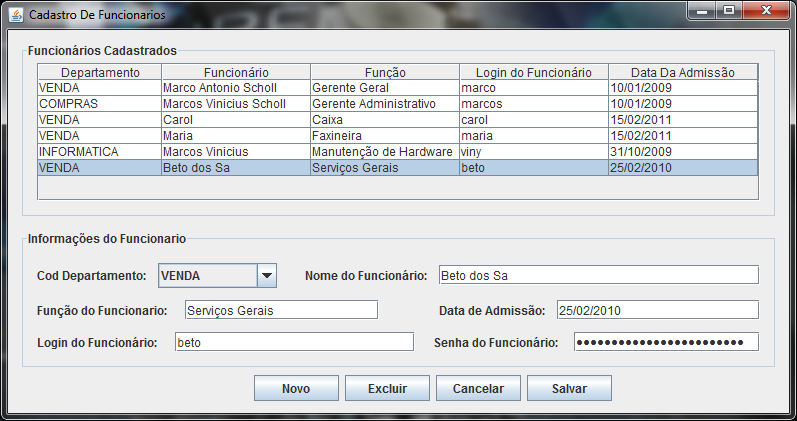 Cadastro De Funcionarios
Funcionários Cadastrados
Departamento Funcionário Função Login do Funcionário Data Da Admissão
VENDA Marco Antonio Scholl Gerente Geral marco 10/01/2009
COMPRAS Marcos Vinicius Scholl Gerente Administrativo marcos 10/01/2009
VENDA Carol Caixa carol 15/02/2011
VENDA Maria Faxineira maria 15/02/2011
INFORMATICA Marcos Vinicius Manutenção de Hardware viny 31/10/2009
VENDA Beto dos Sa Serviços Gerais beto 25/02/2010
Informações do Funcionario
Cod Departamento: VENDA Nome do Funcionário: Beto dos Sa
Função do Funcionario: Serviços Gerais Data de Admissão: 25/02/2010
Login do Funcionário: beto Senha do Funcionário: ••••••••••••••••••••••••
Novo Excluir Cancelar Salvar